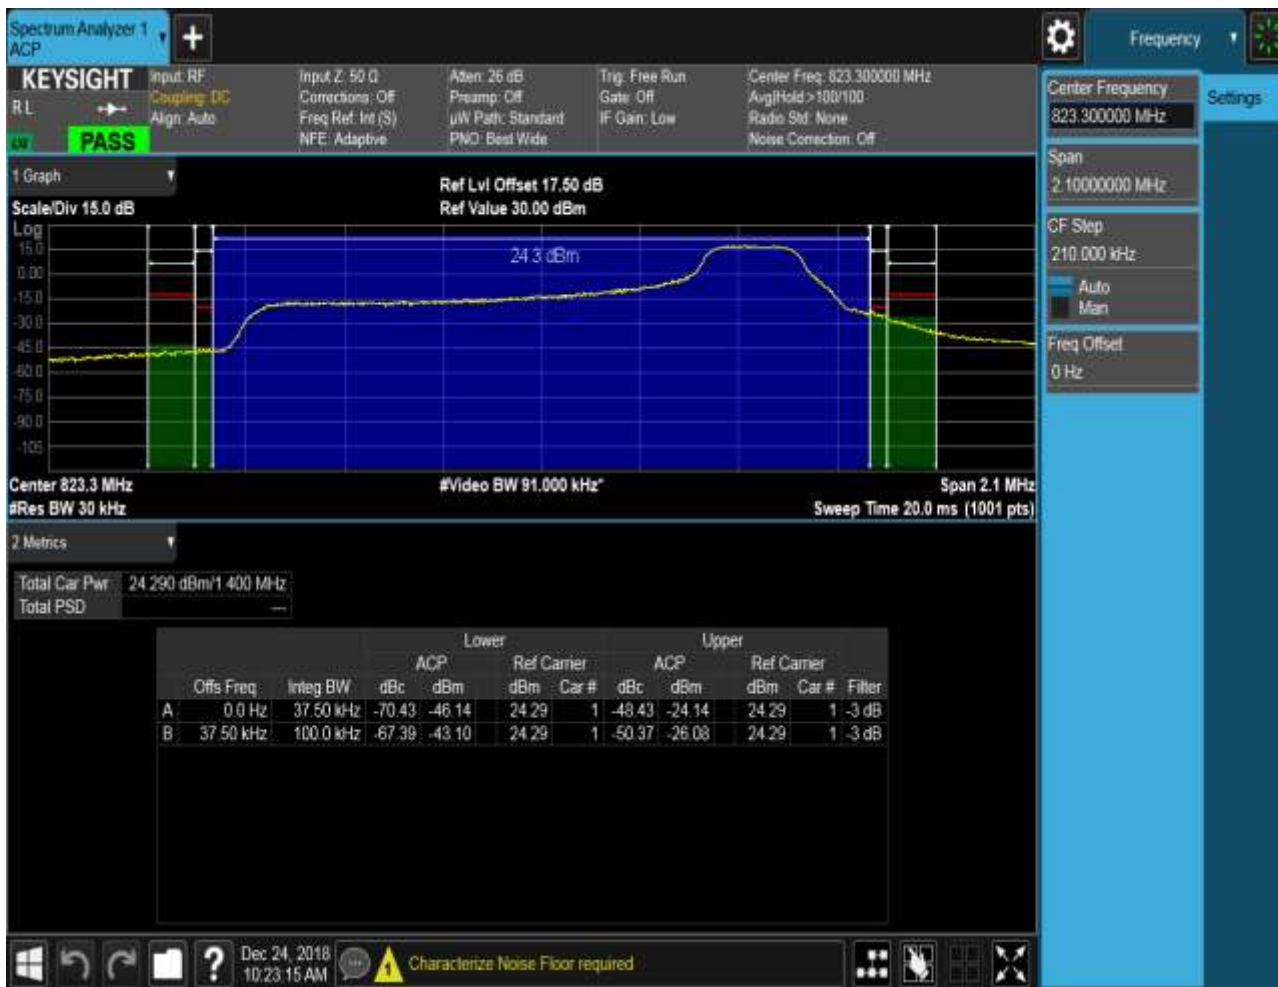 Spectrum Analyzer 1
ACP
Frequency
KEYSIGHT
Input: RF
Input Z: 50 Ω
Atten: 26 dB
Trig: Free Run
Center Freq: 823.300000 MHz
R L
Coupling: DC
Corrections: Off
Preamp: Off
Gate: Off
Avg|Hold >100/100
Align: Auto
Freq Ref: Int (S)
µW Path: Standard
IF Gain: Low
Radio Std: None
PASS
NFE: Adaptive
PNO: Best Wide
Noise Correction: Off
Center Frequency
823.300000 MHz
Settings
Span
2.10000000 MHz
CF Step
210.000 kHz
Auto
Man
Freq Offset
0 Hz
1 Graph
Ref Lvl Offset 17.50 dB
Scale/Div 15.0 dB
Ref Value 30.00 dBm
Log
15.0
0.00
-15.0
-30.0
-45.0
-60.0
-75.0
-90.0
-105
24.3 dBm
Center 823.3 MHz
#Video BW 91.000 kHz*
Span 2.1 MHz
#Res BW 30 kHz
Sweep Time 20.0 ms (1001 pts)
2 Metrics
Total Car Pwr 24.290 dBm/1.400 MHz
Total PSD ---
Lower Upper
ACP Ref Carrier ACP Ref Carrier
Offs Freq Integ BW dBc dBm dBm Car # dBc dBm dBm Car # Filter
A 0.0 Hz 37.50 kHz -70.43 -46.14 24.29 1 -48.43 -24.14 24.29 1 -3 dB
B 37.50 kHz 100.0 kHz -67.39 -43.10 24.29 1 -50.37 -26.08 24.29 1 -3 dB
Dec 24, 2018
10:23:15 AM
1
Characterize Noise Floor required